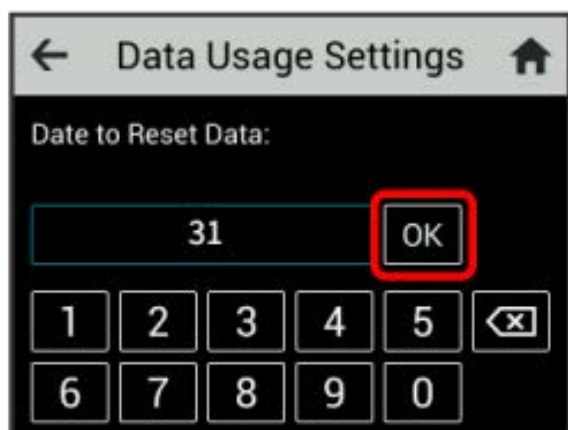 Data Usage Settings
Date to Reset Data:
31 OK
1 2 3 4 5
6 7 8 9 0